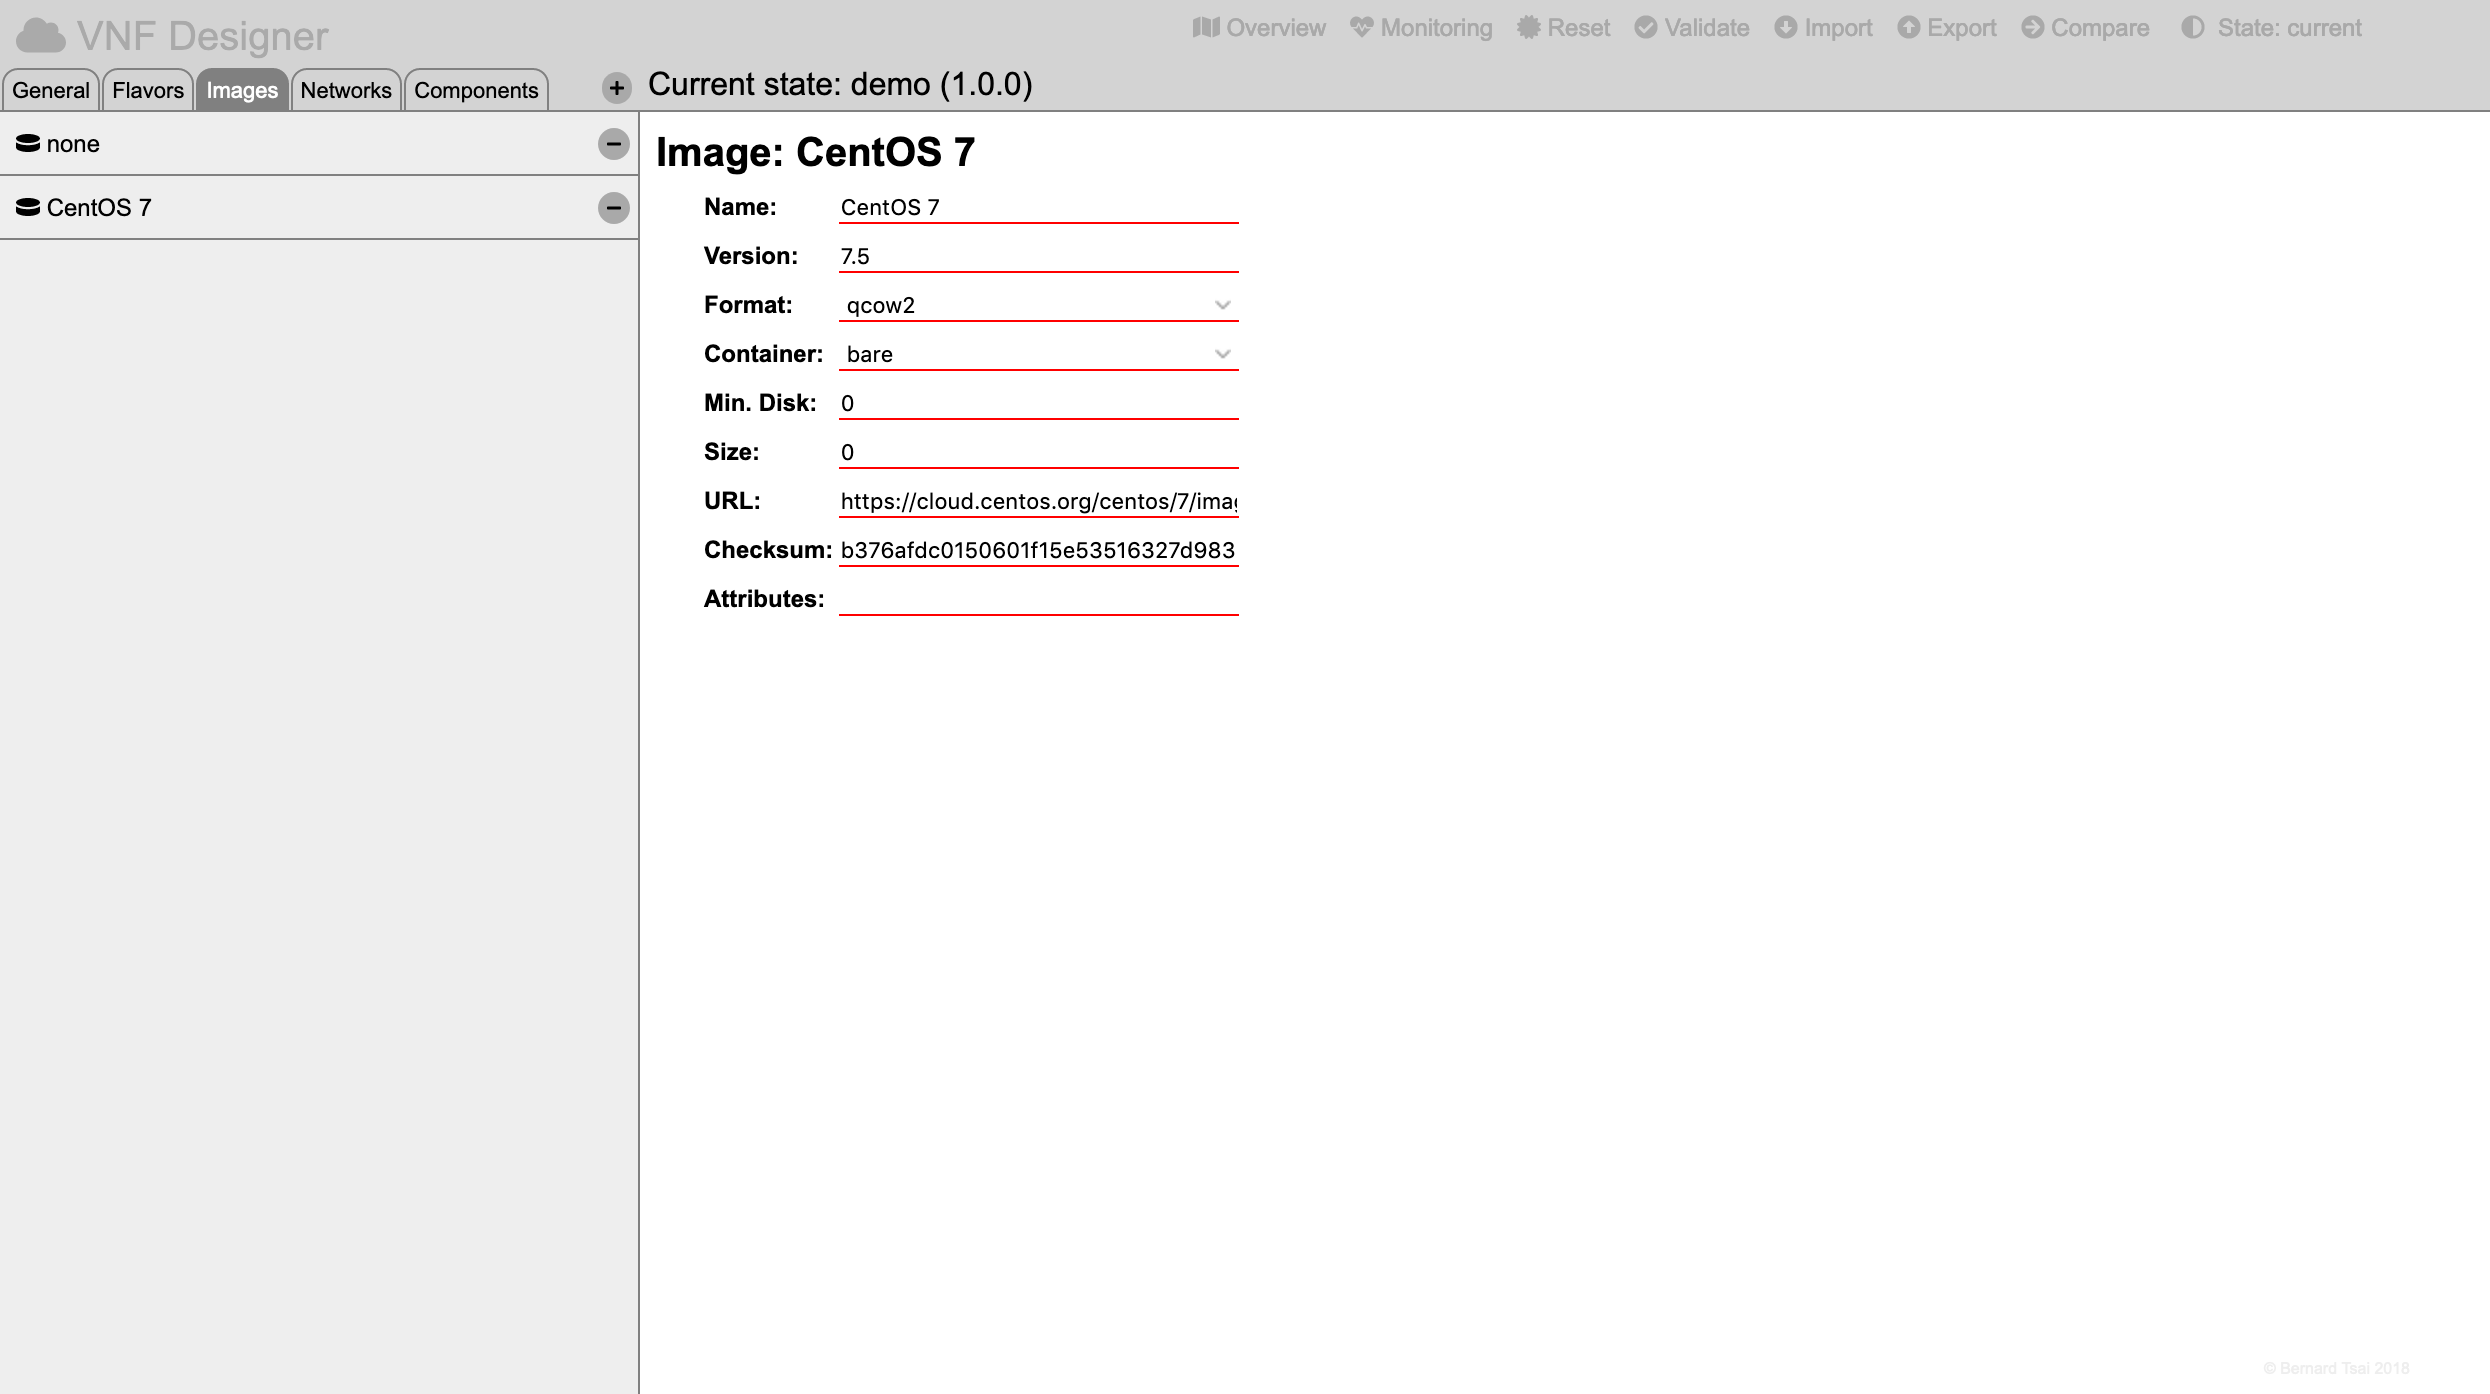 VNF Designer
Overview Monitoring Reset Validate Import Export Compare State: current
General Flavors Images Networks Components
Current state: demo (1.0.0)
none
CentOS 7
Image: CentOS 7
Name: CentOS 7
Version: 7.5
Format: qcow2
Container: bare
Min. Disk: 0
Size: 0
URL: https://cloud.centos.org/centos/7/imag
Checksum: b376afdc0150601f15e53516327d983
Attributes:
© Bernard Tsai 2018